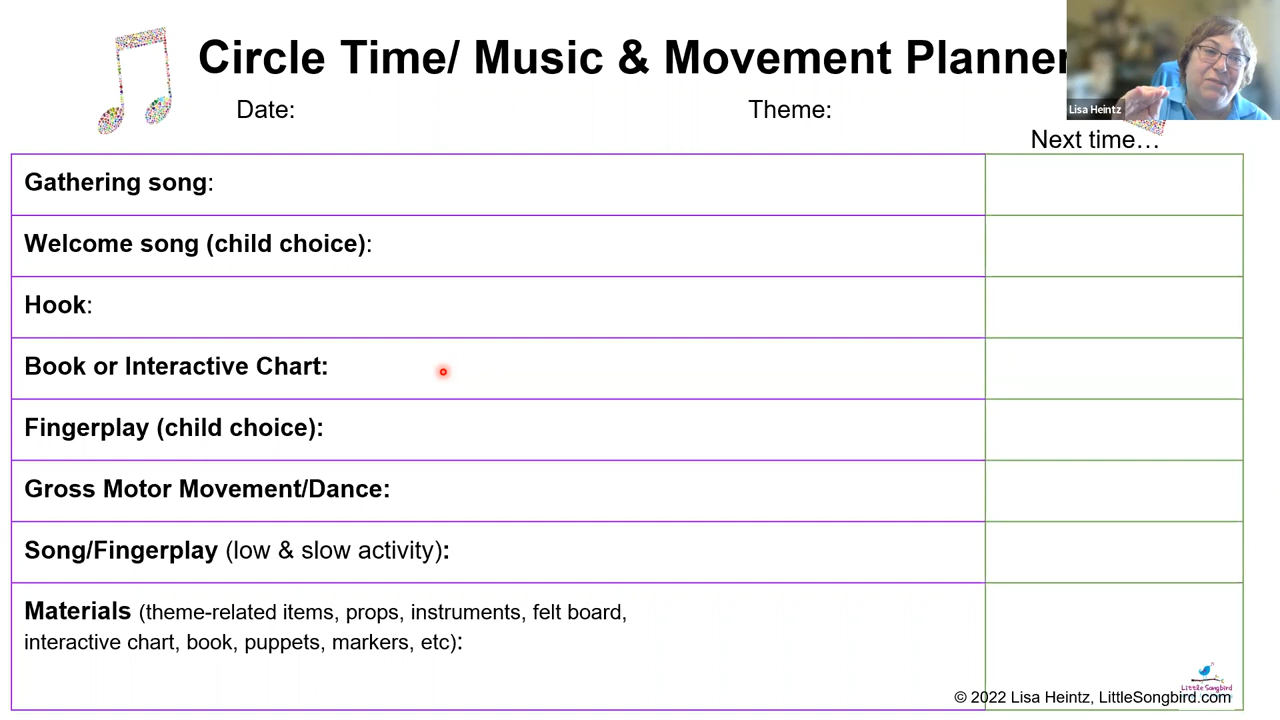 Circle Time/ Music & Movement Planner
Lisa Heintz
Date:
Theme:
Next time…
Gathering song:
Welcome song (child choice):
Hook:
Book or Interactive Chart:
Fingerplay (child choice):
Gross Motor Movement/Dance:
Song/Fingerplay (low & slow activity):
Materials (theme-related items, props, instruments, felt board,
interactive chart, book, puppets, markers, etc):
Little Songbird
© 2022 Lisa Heintz, LittleSongbird.com